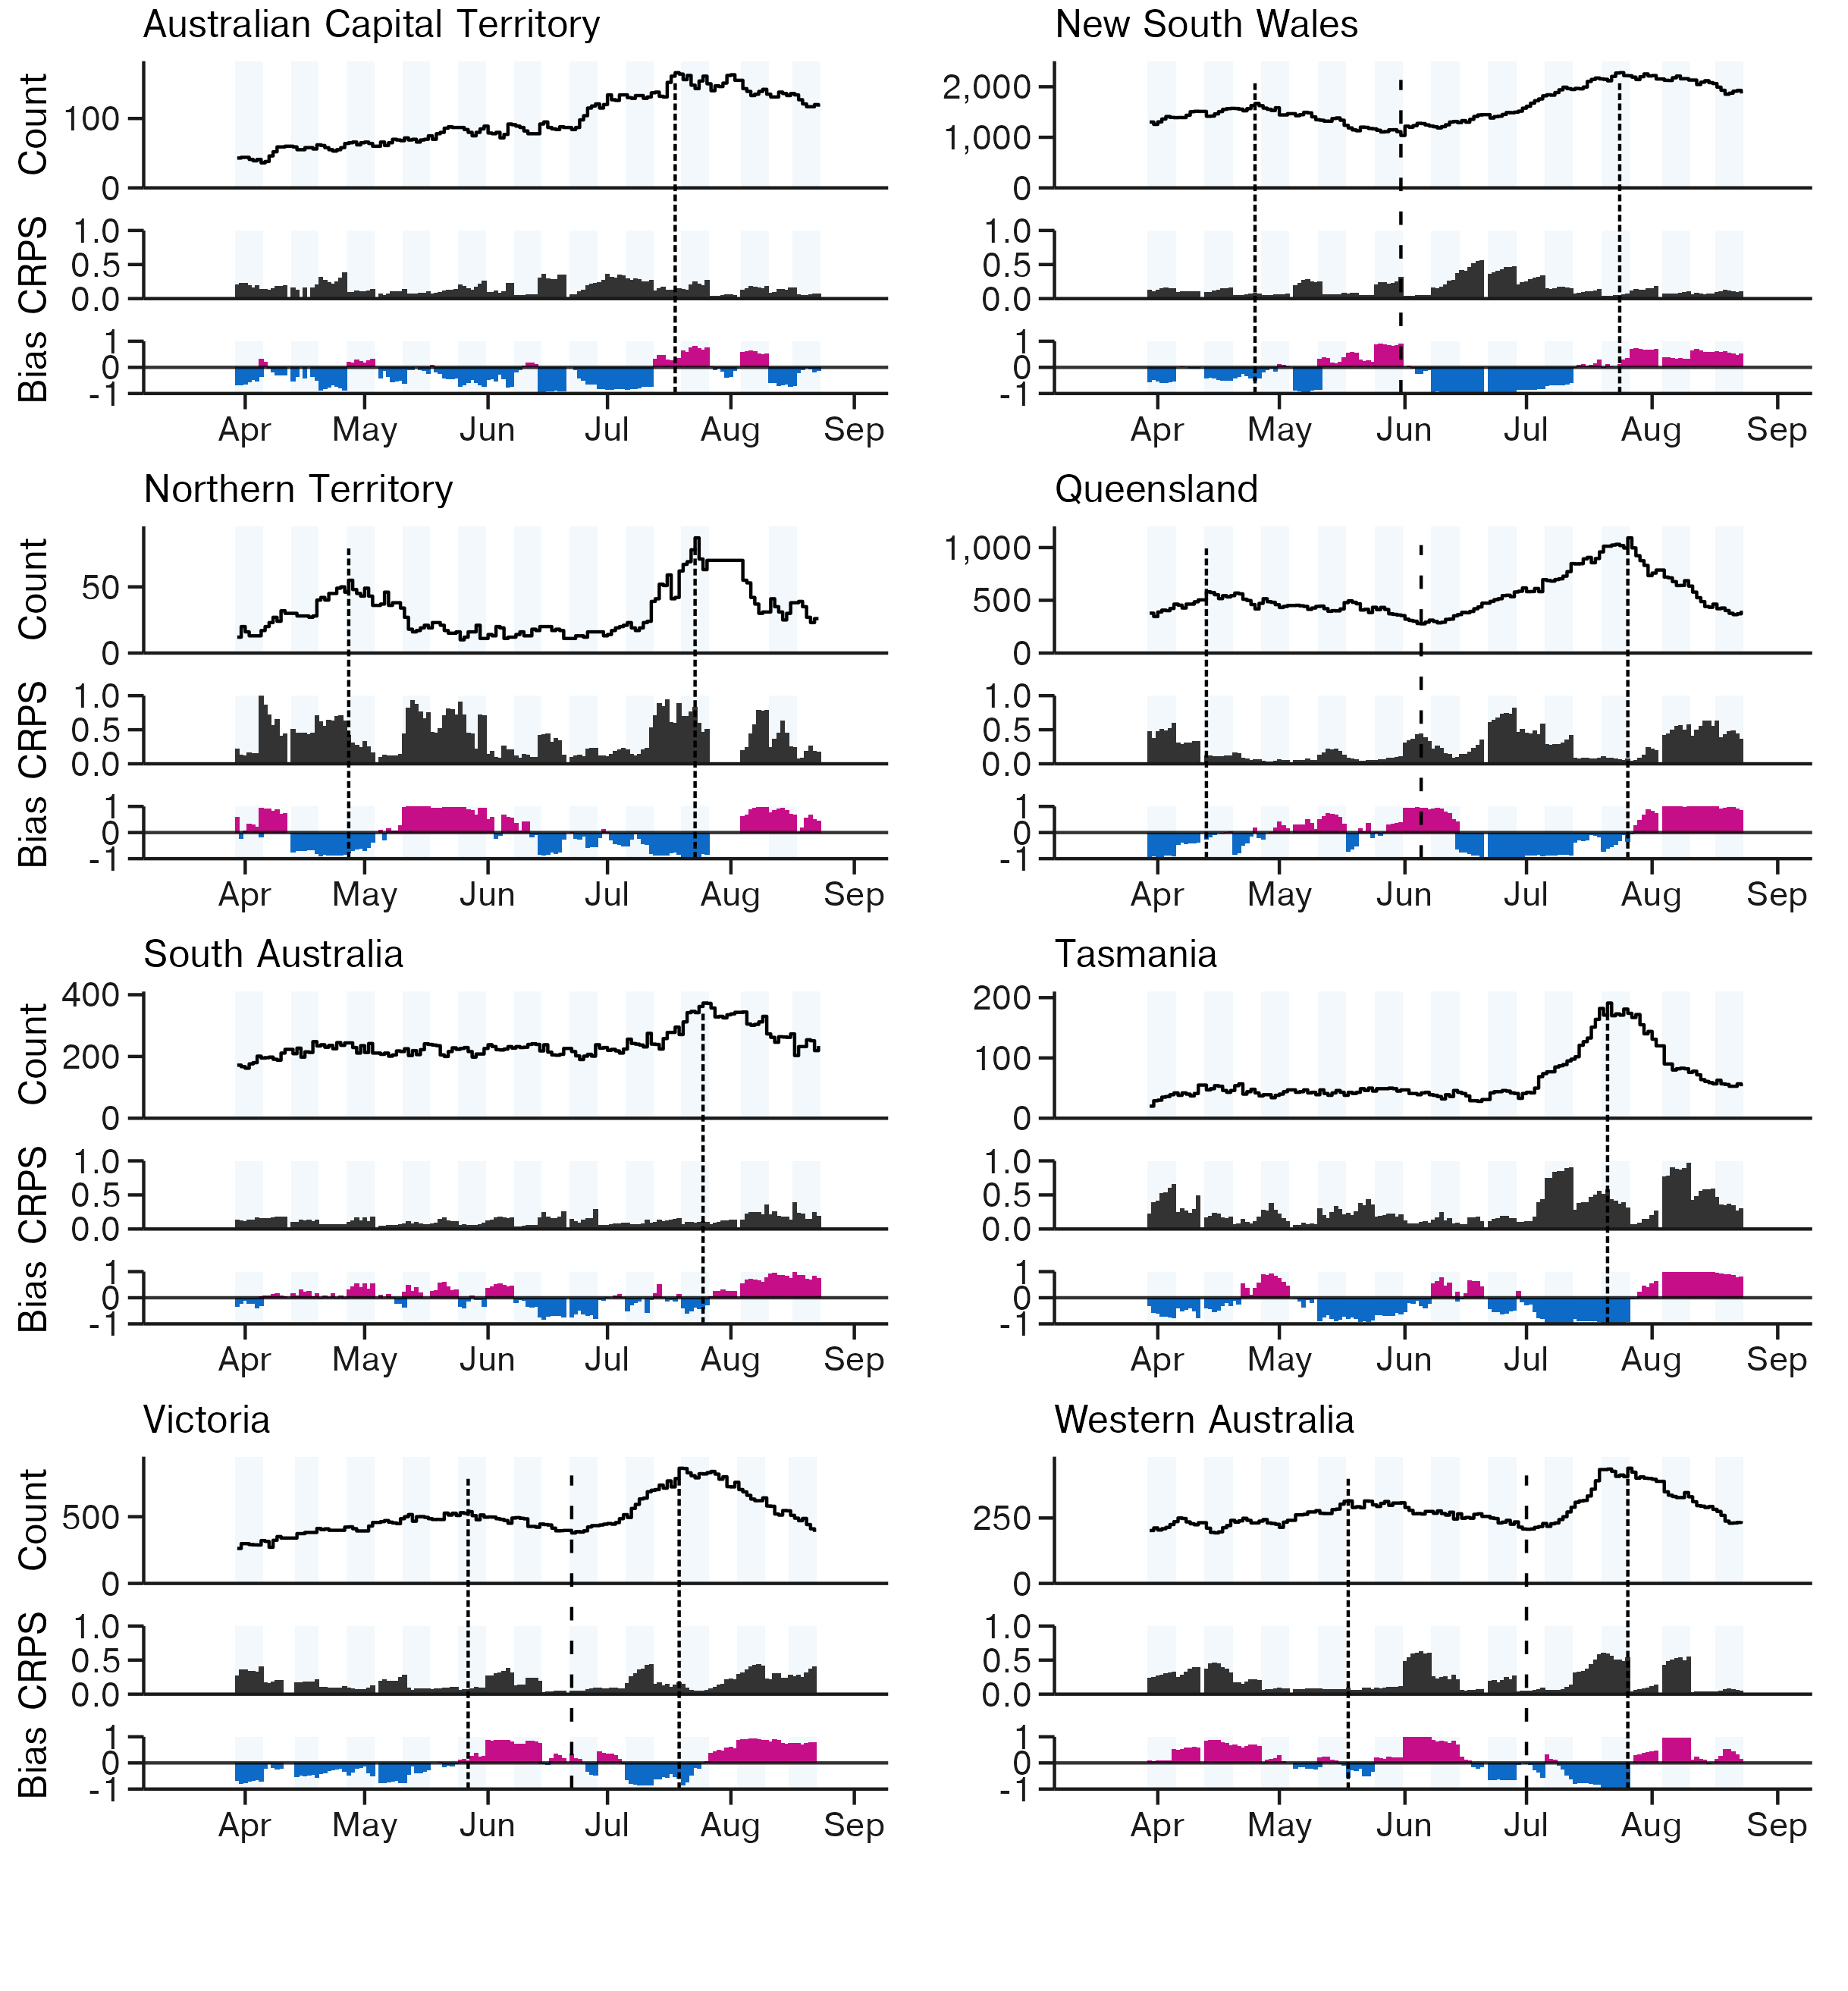 Australian Capital Territory
Count
100
0
CRPS
1.0
0.5
0.0
Bias
1
0
-1
Apr May Jun Jul Aug Sep
New South Wales
2,000
1,000
0
1.0
0.5
0.0
1
0
-1
Apr May Jun Jul Aug Sep
Northern Territory
Count
50
0
CRPS
1.0
0.5
0.0
Bias
1
0
-1
Apr May Jun Jul Aug Sep
Queensland
1,000
500
0
1.0
0.5
0.0
1
0
-1
Apr May Jun Jul Aug Sep
South Australia
Count
400
200
0
CRPS
1.0
0.5
0.0
Bias
1
0
-1
Apr May Jun Jul Aug Sep
Tasmania
200
100
0
1.0
0.5
0.0
1
0
-1
Apr May Jun Jul Aug Sep
Victoria
Count
500
0
CRPS
1.0
0.5
0.0
Bias
1
0
-1
Apr May Jun Jul Aug Sep
Western Australia
250
0
1.0
0.5
0.0
1
0
-1
Apr May Jun Jul Aug Sep